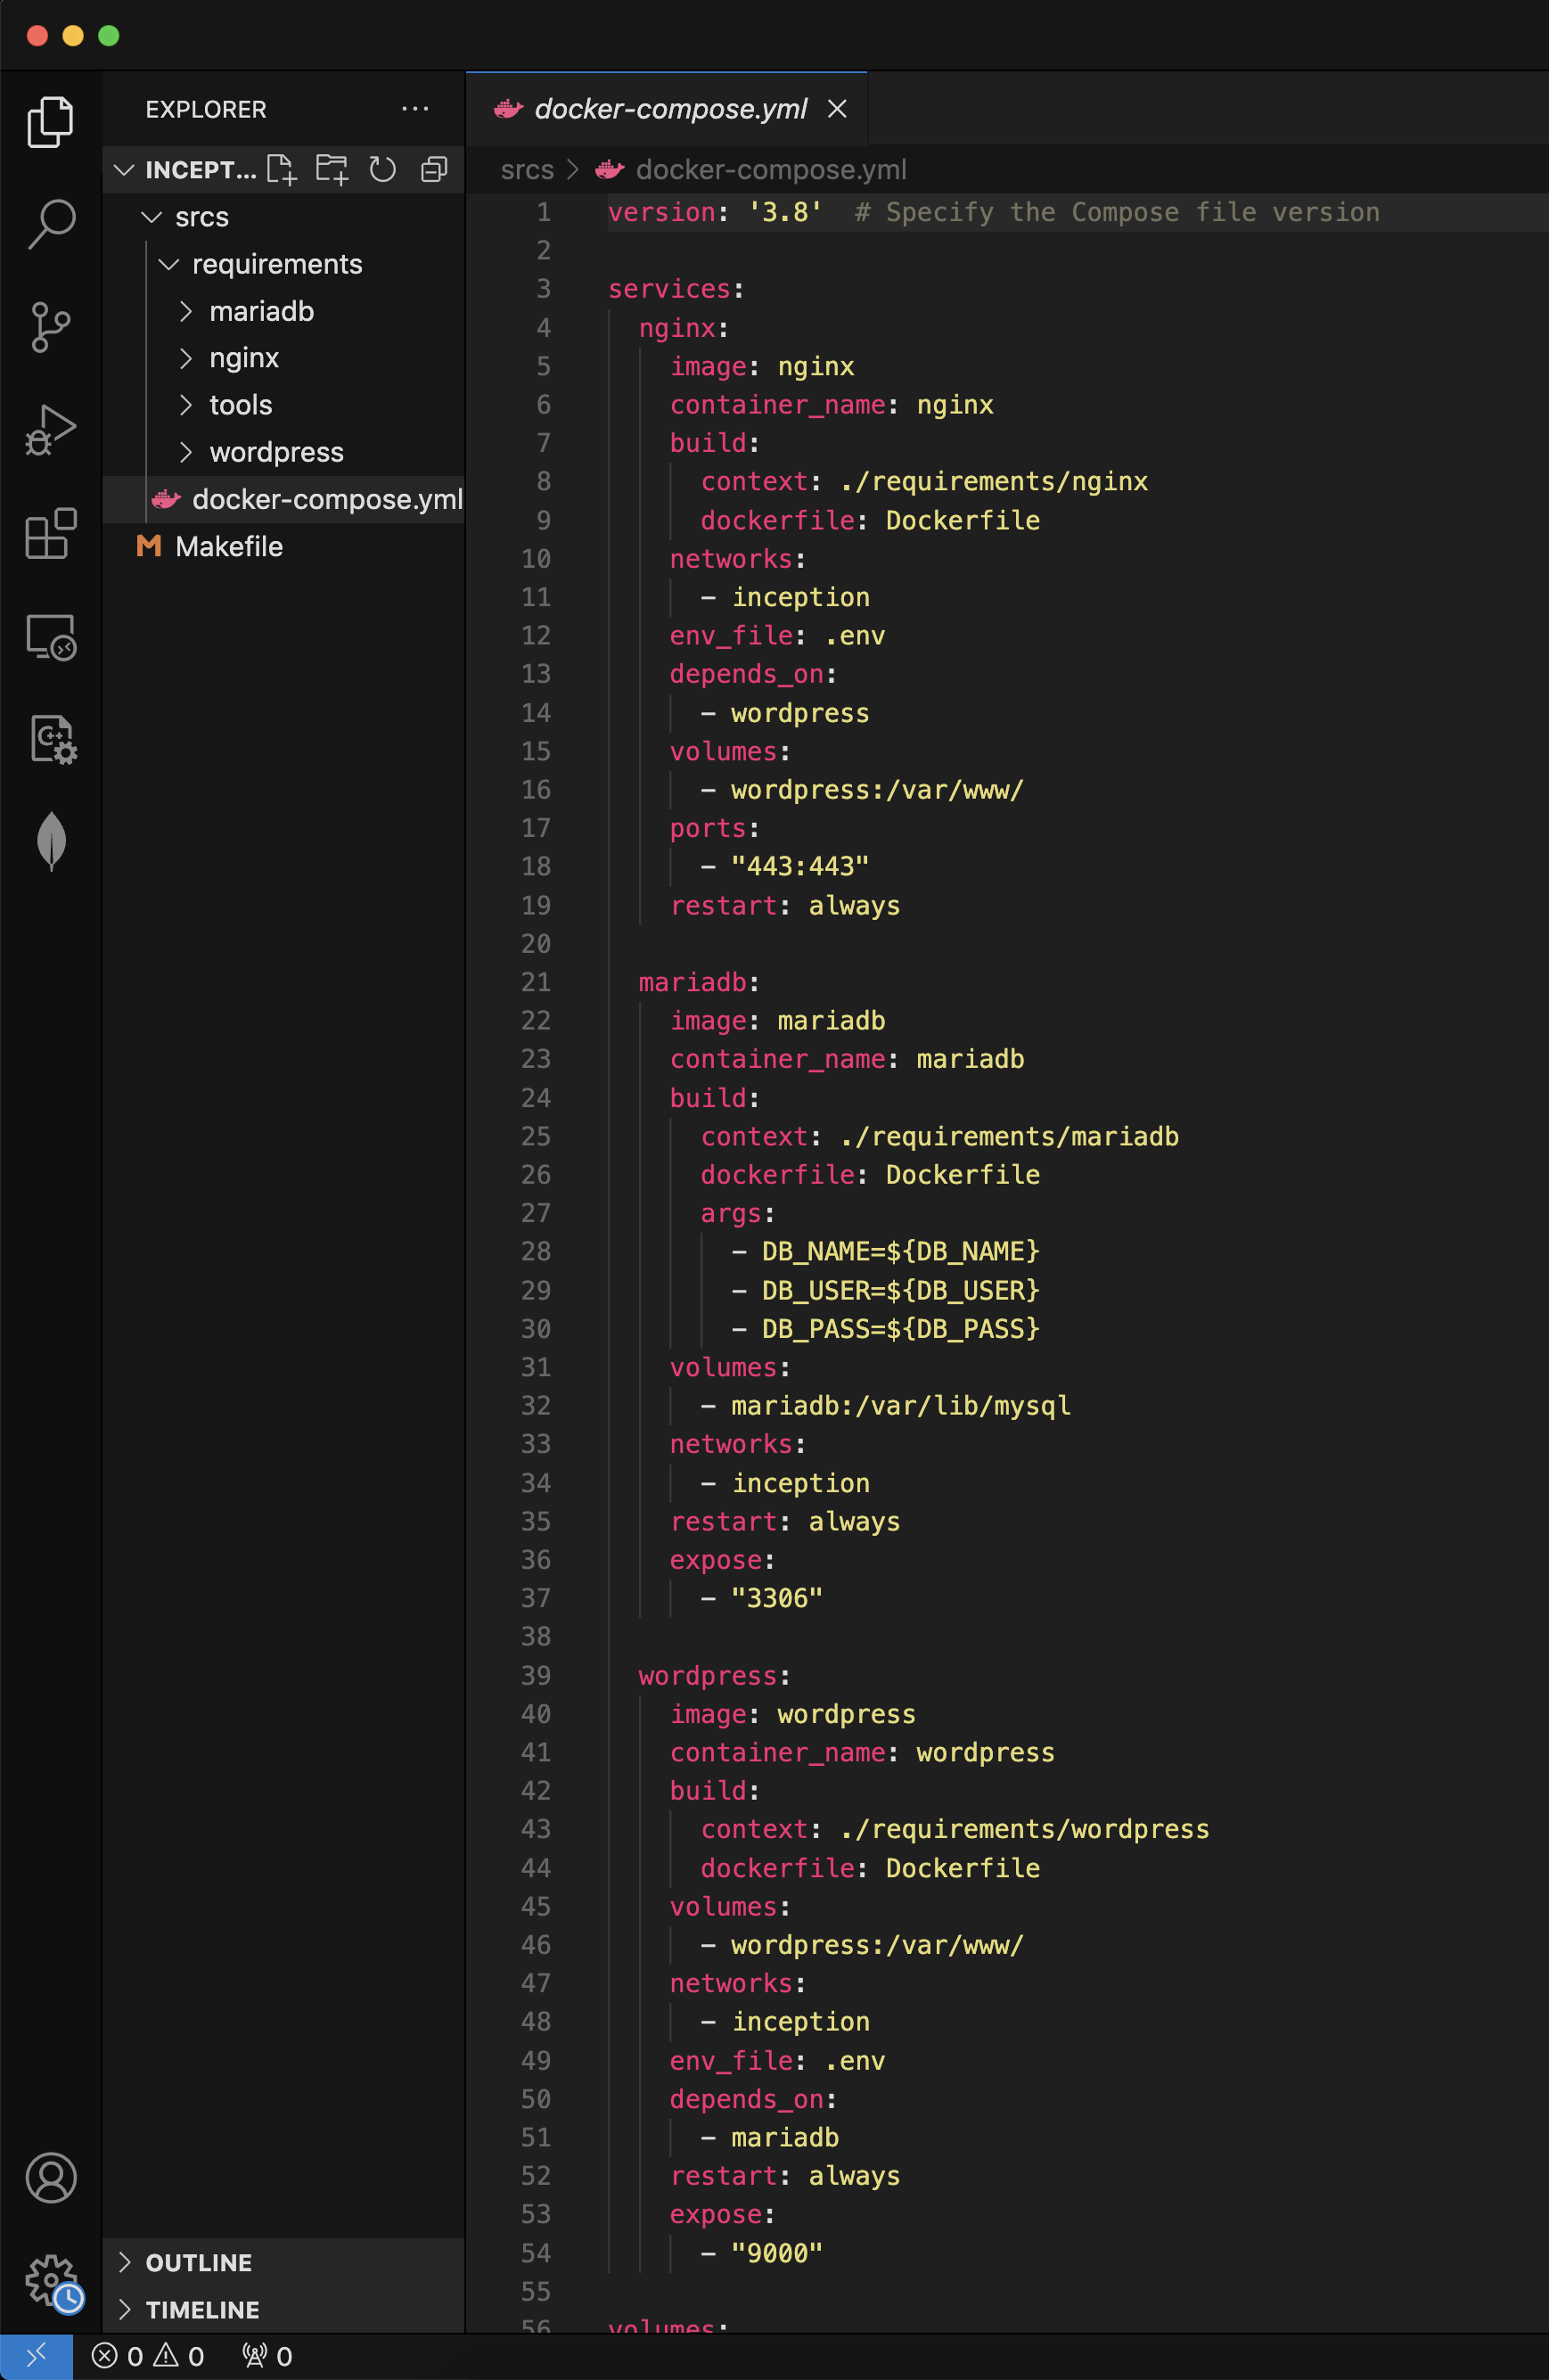 EXPLORER
INCEPT...
srcs
requirements
mariadb
nginx
tools
wordpress
docker-compose.yml
Makefile
OUTLINE
TIMELINE
docker-compose.yml
srcs > docker-compose.yml
1 version: '3.8'  # Specify the Compose file version
2
3 services:
4   nginx:
5     image: nginx
6     container_name: nginx
7     build:
8       context: ./requirements/nginx
9       dockerfile: Dockerfile
10     networks:
11       - inception
12     env_file: .env
13     depends_on:
14       - wordpress
15     volumes:
16       - wordpress:/var/www/
17     ports:
18       - "443:443"
19     restart: always
20
21   mariadb:
22     image: mariadb
23     container_name: mariadb
24     build:
25       context: ./requirements/mariadb
26       dockerfile: Dockerfile
27       args:
28         - DB_NAME=${DB_NAME}
29         - DB_USER=${DB_USER}
30         - DB_PASS=${DB_PASS}
31     volumes:
32       - mariadb:/var/lib/mysql
33     networks:
34       - inception
35     restart: always
36     expose:
37       - "3306"
38
39   wordpress:
40     image: wordpress
41     container_name: wordpress
42     build:
43       context: ./requirements/wordpress
44       dockerfile: Dockerfile
45     volumes:
46       - wordpress:/var/www/
47     networks:
48       - inception
49     env_file: .env
50     depends_on:
51       - mariadb
52     restart: always
53     expose:
54       - "9000"
55
56 volumes:
0 0 0